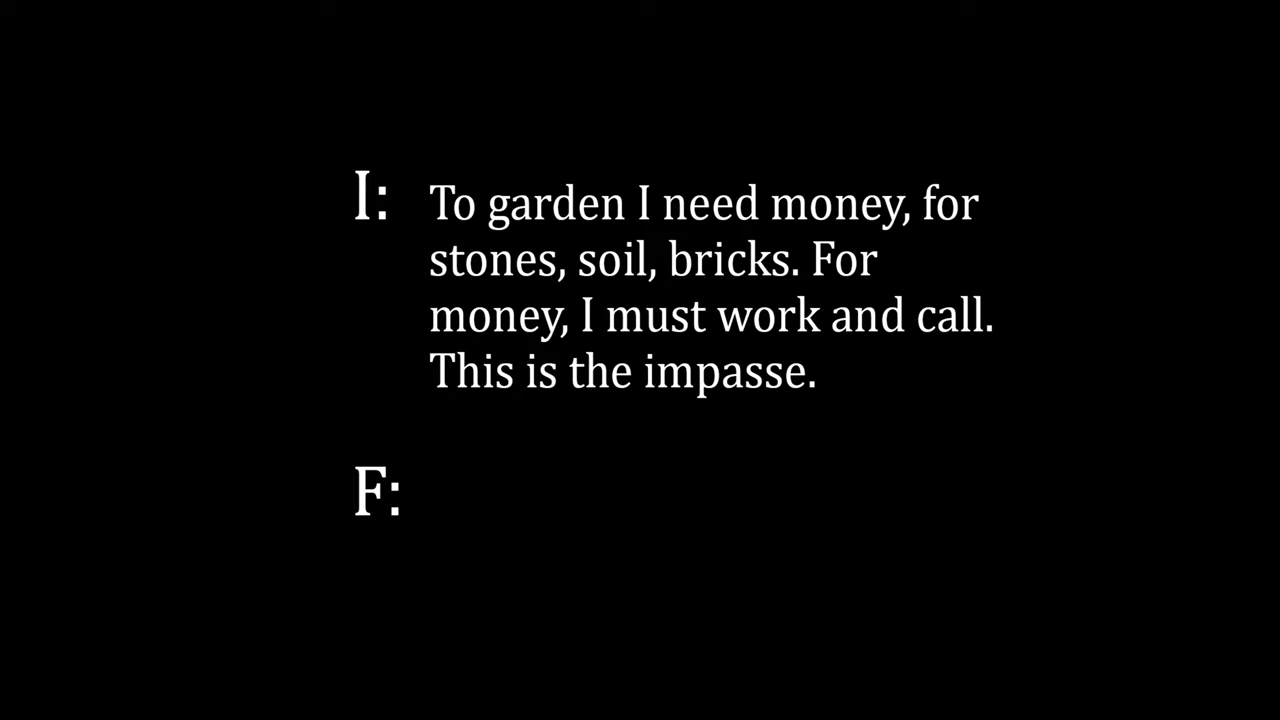 I: To garden I need money, for
stones, soil, bricks. For
money, I must work and call.
This is the impasse.
F: